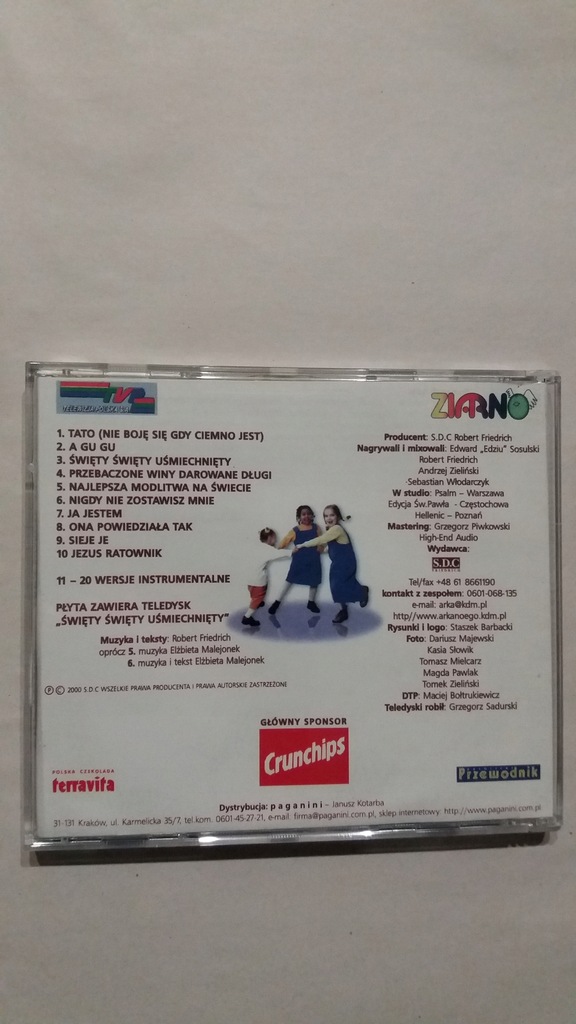 TVP
TELEWIZJA POLSKA S.A.
ZIARNO
1. TATO (NIE BOJĘ SIĘ GDY CIEMNO JEST)
2. A GU GU
3. ŚWIĘTY ŚWIĘTY UŚMIECHNIĘTY
4. PRZEBACZONE WINY DAROWANE DŁUGI
5. NAJLEPSZA MODLITWA NA ŚWIECIE
6. NIGDY NIE ZOSTAWISZ MNIE
7. JA JESTEM
8. ONA POWIEDZIAŁA TAK
9. SIEJE JE
10 JEZUS RATOWNIK
11 – 20 WERSJE INSTRUMENTALNE
PŁYTA ZAWIERA TELEDYSK
„ŚWIĘTY ŚWIĘTY UŚMIECHNIĘTY”
Muzyka i teksty: Robert Friedrich
oprócz 5. muzyka Elżbieta Malejonek
6. muzyka i tekst Elżbieta Malejonek
Ⓟ © 2000 S.D.C WSZELKIE PRAWA PRODUCENTA I PRAWA AUTORSKIE ZASTRZEŻONE
Producent: S.D.C Robert Friedrich
Nagrywali i mixowali: Edward „Edziu” Sosulski
Robert Friedrich
Andrzej Zieliński
Sebastian Włodarczyk
W studio: Psalm – Warszawa
Edycja Św.Pawła - Częstochowa
Hellenic – Poznań
Mastering: Grzegorz Piwkowski
High-End Audio
Wydawca:
S.D.C
FRIEDRICH
Tel/fax +48 61 8661190
kontakt z zespołem: 0601-068-135
e-mail: arka@kdm.pl
http//www.arkanoego.kdm.pl
Rysunki i logo: Staszek Barbacki
Foto: Dariusz Majewski
Kasia Słowik
Tomasz Mielcarz
Magda Pawlak
Tomek Zieliński
DTP: Maciej Bołtrukiewicz
Teledyski robił: Grzegorz Sadurski
GŁÓWNY SPONSOR
Crunchips
POLSKA CZEKOLADA
terravita
Przewodnik
Dystrybucja: paganini – Janusz Kotarba
31-131 Kraków, ul. Karmelicka 35/7, tel.kom. 0601-45-27-21, e-mail: firma@paganini.com.pl, sklep internetowy: http://www.paganini.com.pl